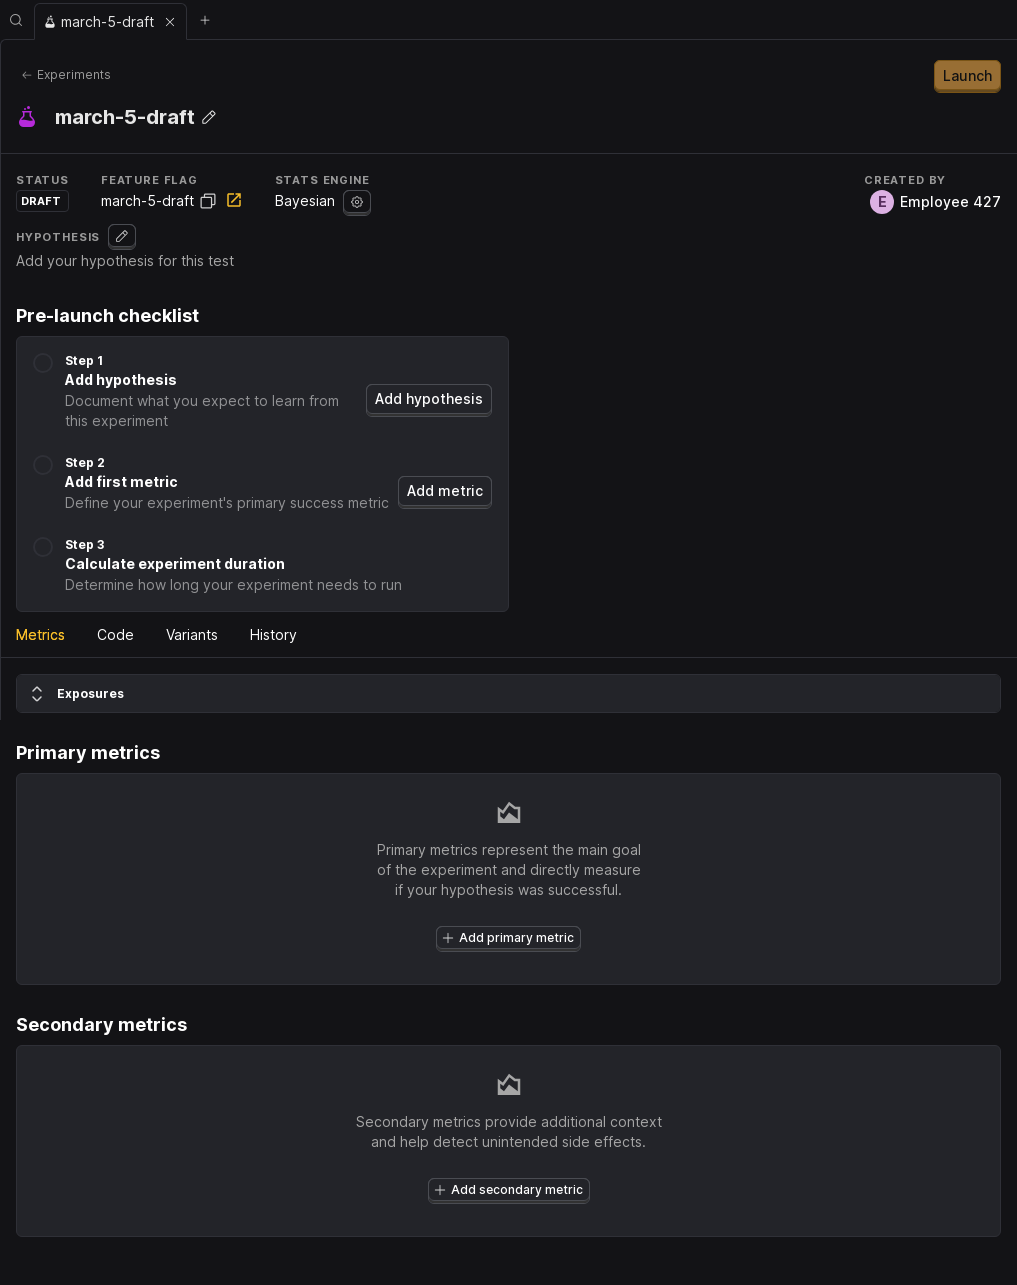 march-5-draft
Experiments
Launch
march-5-draft
STATUS
FEATURE FLAG
STATS ENGINE
CREATED BY
DRAFT
march-5-draft
Bayesian
E
Employee 427
HYPOTHESIS
Add your hypothesis for this test
Pre-launch checklist
Step 1
Add hypothesis
Document what you expect to learn from
this experiment
Add hypothesis
Step 2
Add first metric
Define your experiment's primary success metric
Add metric
Step 3
Calculate experiment duration
Determine how long your experiment needs to run
Metrics
Code
Variants
History
Exposures
Primary metrics
Primary metrics represent the main goal
of the experiment and directly measure
if your hypothesis was successful.
Add primary metric
Secondary metrics
Secondary metrics provide additional context
and help detect unintended side effects.
Add secondary metric